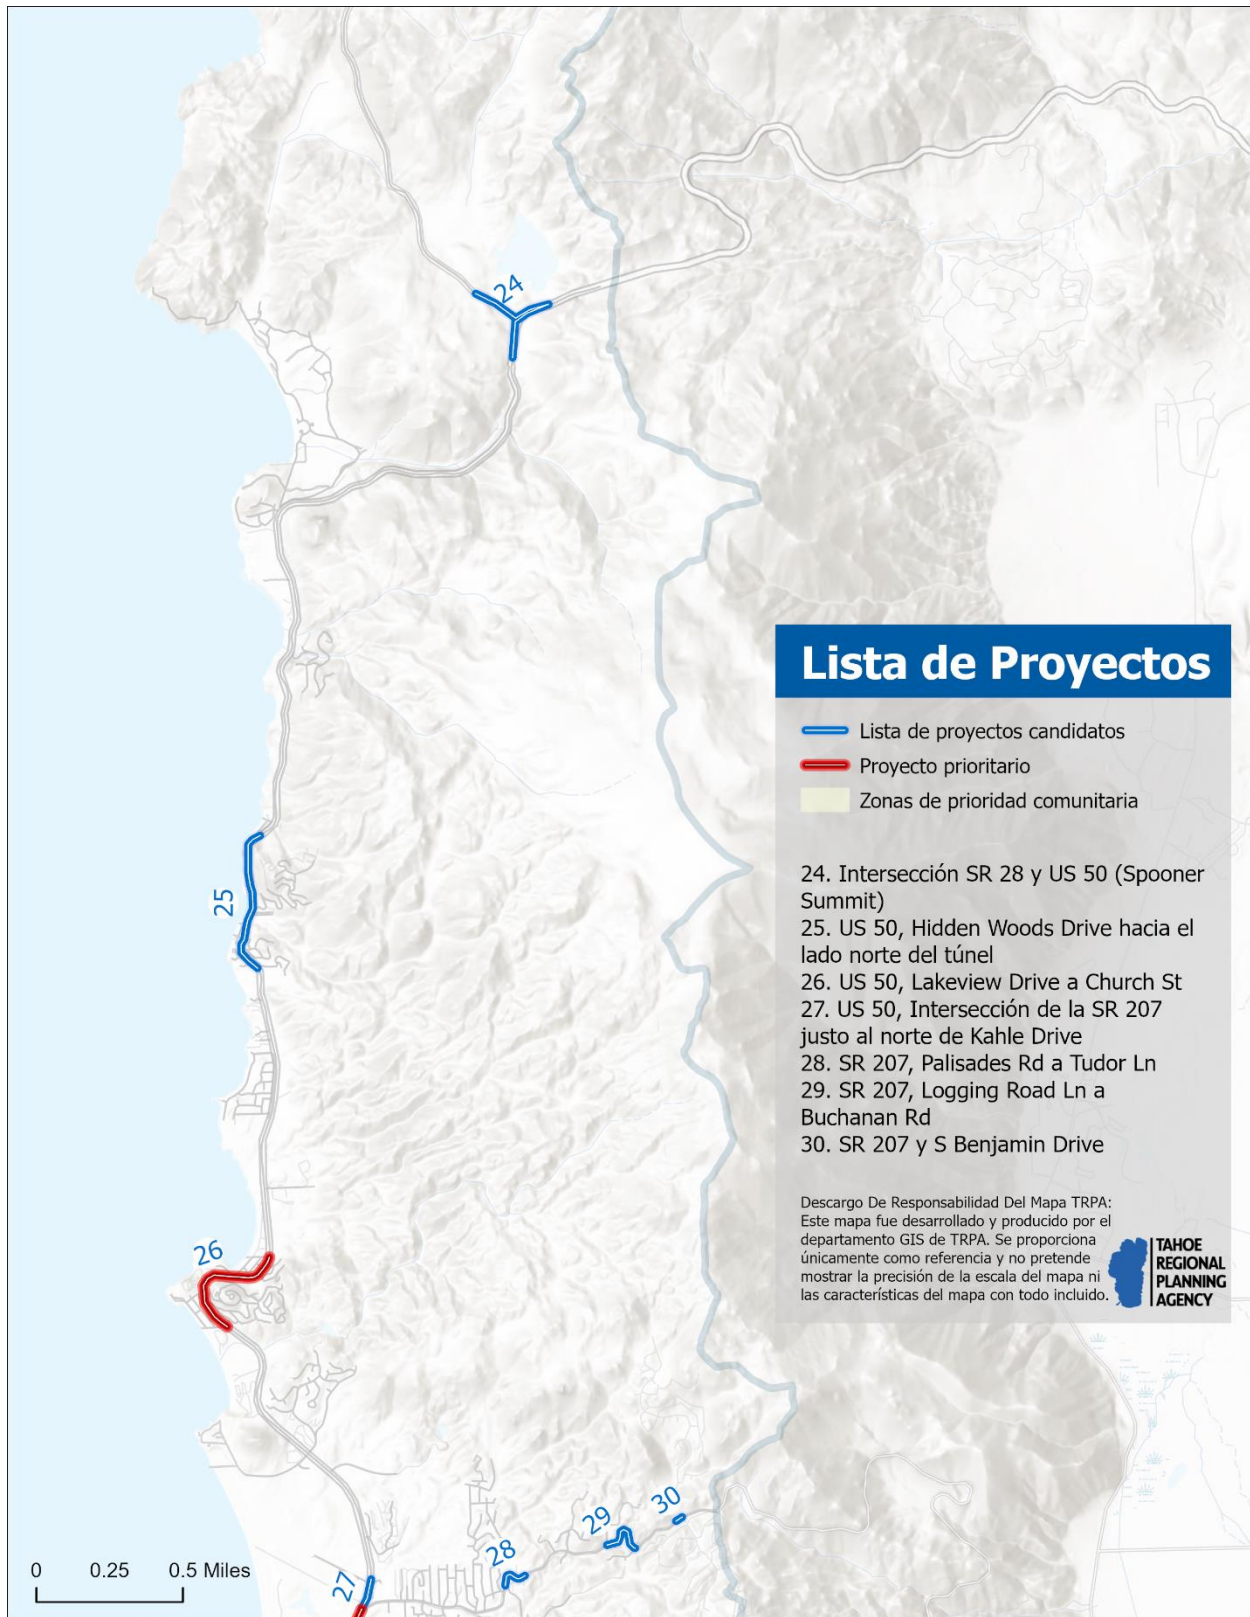 24
25
26
27
28
29
30
Lista de Proyectos
Lista de proyectos candidatos
Proyecto prioritario
Zonas de prioridad comunitaria
24. Intersección SR 28 y US 50 (Spooner
Summit)
25. US 50, Hidden Woods Drive hacia el
lado norte del túnel
26. US 50, Lakeview Drive a Church St
27. US 50, Intersección de la SR 207
justo al norte de Kahle Drive
28. SR 207, Palisades Rd a Tudor Ln
29. SR 207, Logging Road Ln a
Buchanan Rd
30. SR 207 y S Benjamin Drive
Descargo De Responsabilidad Del Mapa TRPA:
Este mapa fue desarrollado y producido por el
departamento GIS de TRPA. Se proporciona
únicamente como referencia y no pretende
mostrar la precisión de la escala del mapa ni
las características del mapa con todo incluido.
TAHOE
REGIONAL
PLANNING
AGENCY
0 0.25 0.5 Miles